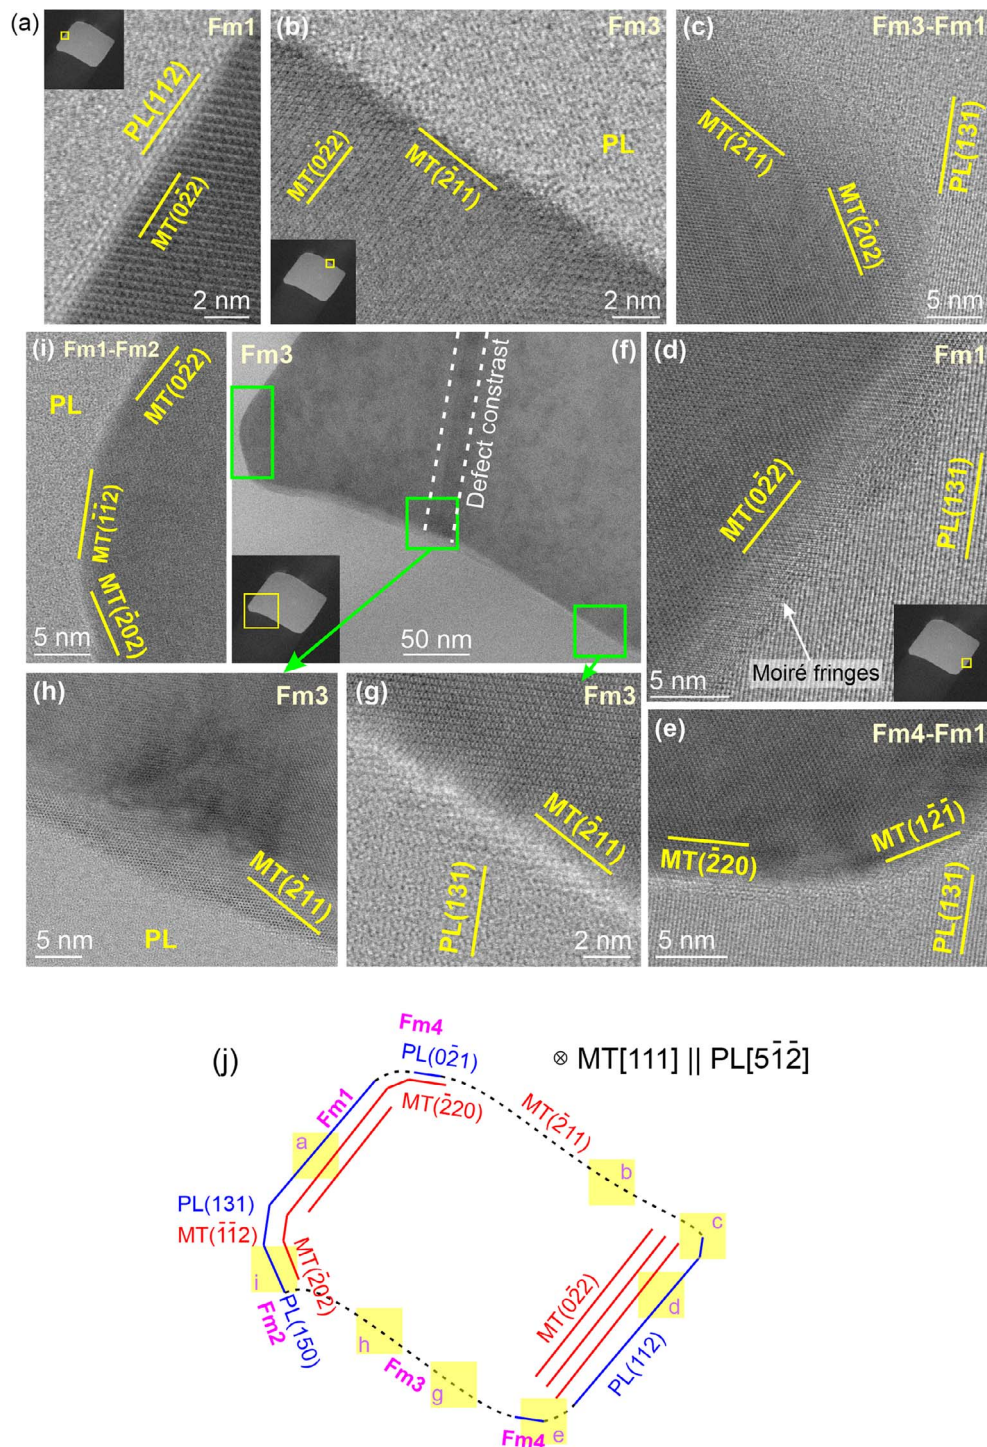 (a)
Fm1
PL(112)
MT(02̄2)
2 nm
(b)
Fm3
MT(02̄2)
MT(2̄11)
PL
2 nm
(c)
Fm3-Fm1
MT(2̄11)
MT(2̄02)
PL(131)
5 nm
(i)
Fm1-Fm2
PL
MT(02̄2)
MT(1̄1̄2)
MT(2̄02)
5 nm
Fm3
(f)
Defect constrast
50 nm
(d)
Fm1
MT(02̄2)
PL(131)
Moiré fringes
5 nm
(h)
Fm3
MT(2̄11)
5 nm
PL
(g)
Fm3
MT(2̄11)
PL(131)
2 nm
(e)
Fm4-Fm1
MT(2̄20)
MT(12̄1̄)
PL(131)
5 nm
(j)
⊗ MT[111] || PL[51̄2̄]
Fm4
PL(02̄1)
MT(2̄20)
Fm1
a
MT(2̄11)
b
PL(131)
MT(1̄1̄2)
c
i
MT(2̄02)
Fm2
PL(150)
d
MT(02̄2)
PL(112)
h
Fm3
g
Fm4
e